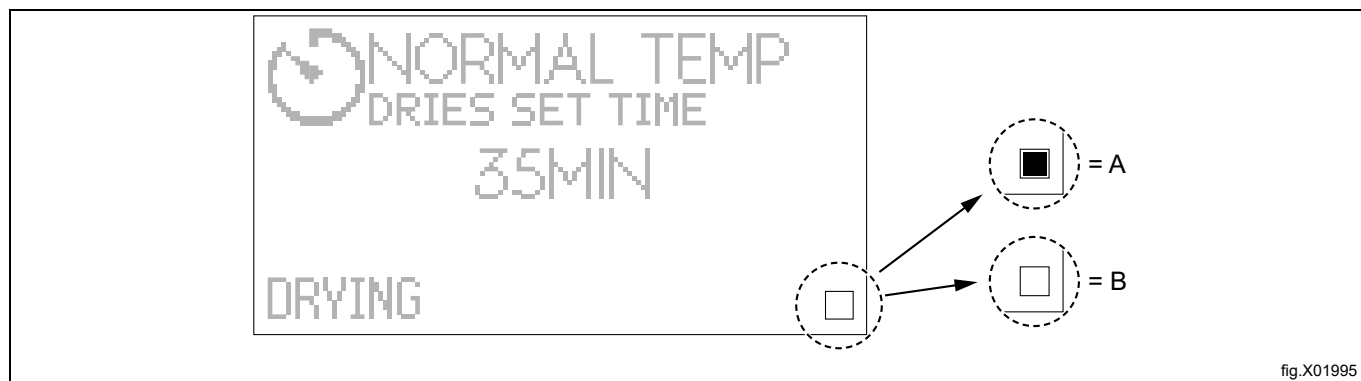 NORMAL TEMP
DRIES SET TIME
35MIN
DRYING
= A
= B
fig.X01995